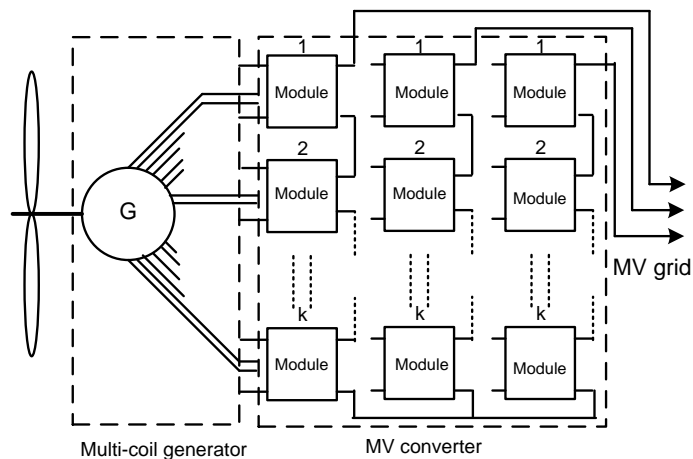 1 1 1
Module Module Module
2 2 2
G
Module Module Module
MV grid
k k k
Module Module Module
Multi-coil generator
MV converter